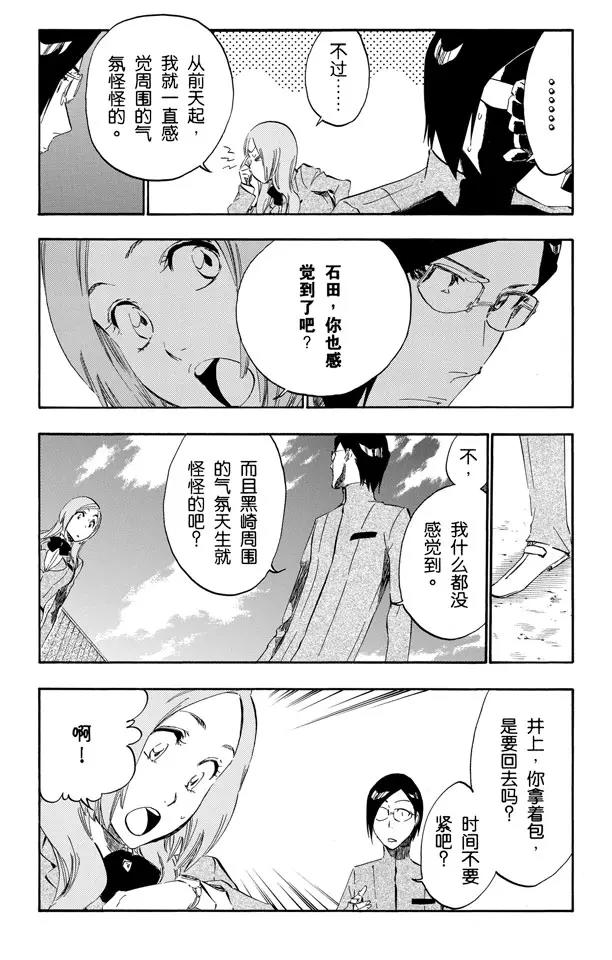 ……
不过……
从前天起，
我就一直感
觉周围的气
氛怪怪的。
石田，你也感
觉到了吧？
不，
我什么都没
感觉到。
而且黑崎周围
的气氛天生就
怪怪的吧？
井上，你拿着包，
是要回去吗？
时间不要
紧吧？
啊！